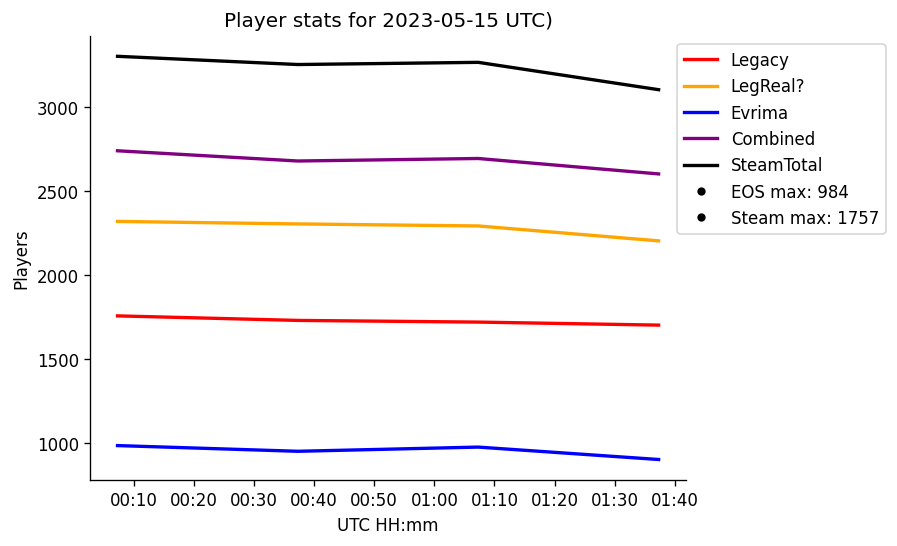 Player stats for 2023-05-15 UTC)
Legacy
LegReal?
Evrima
Combined
SteamTotal
EOS max: 984
Steam max: 1757
Players
3000
2500
2000
1500
1000
00:10 00:20 00:30 00:40 00:50 01:00 01:10 01:20 01:30 01:40
UTC HH:mm